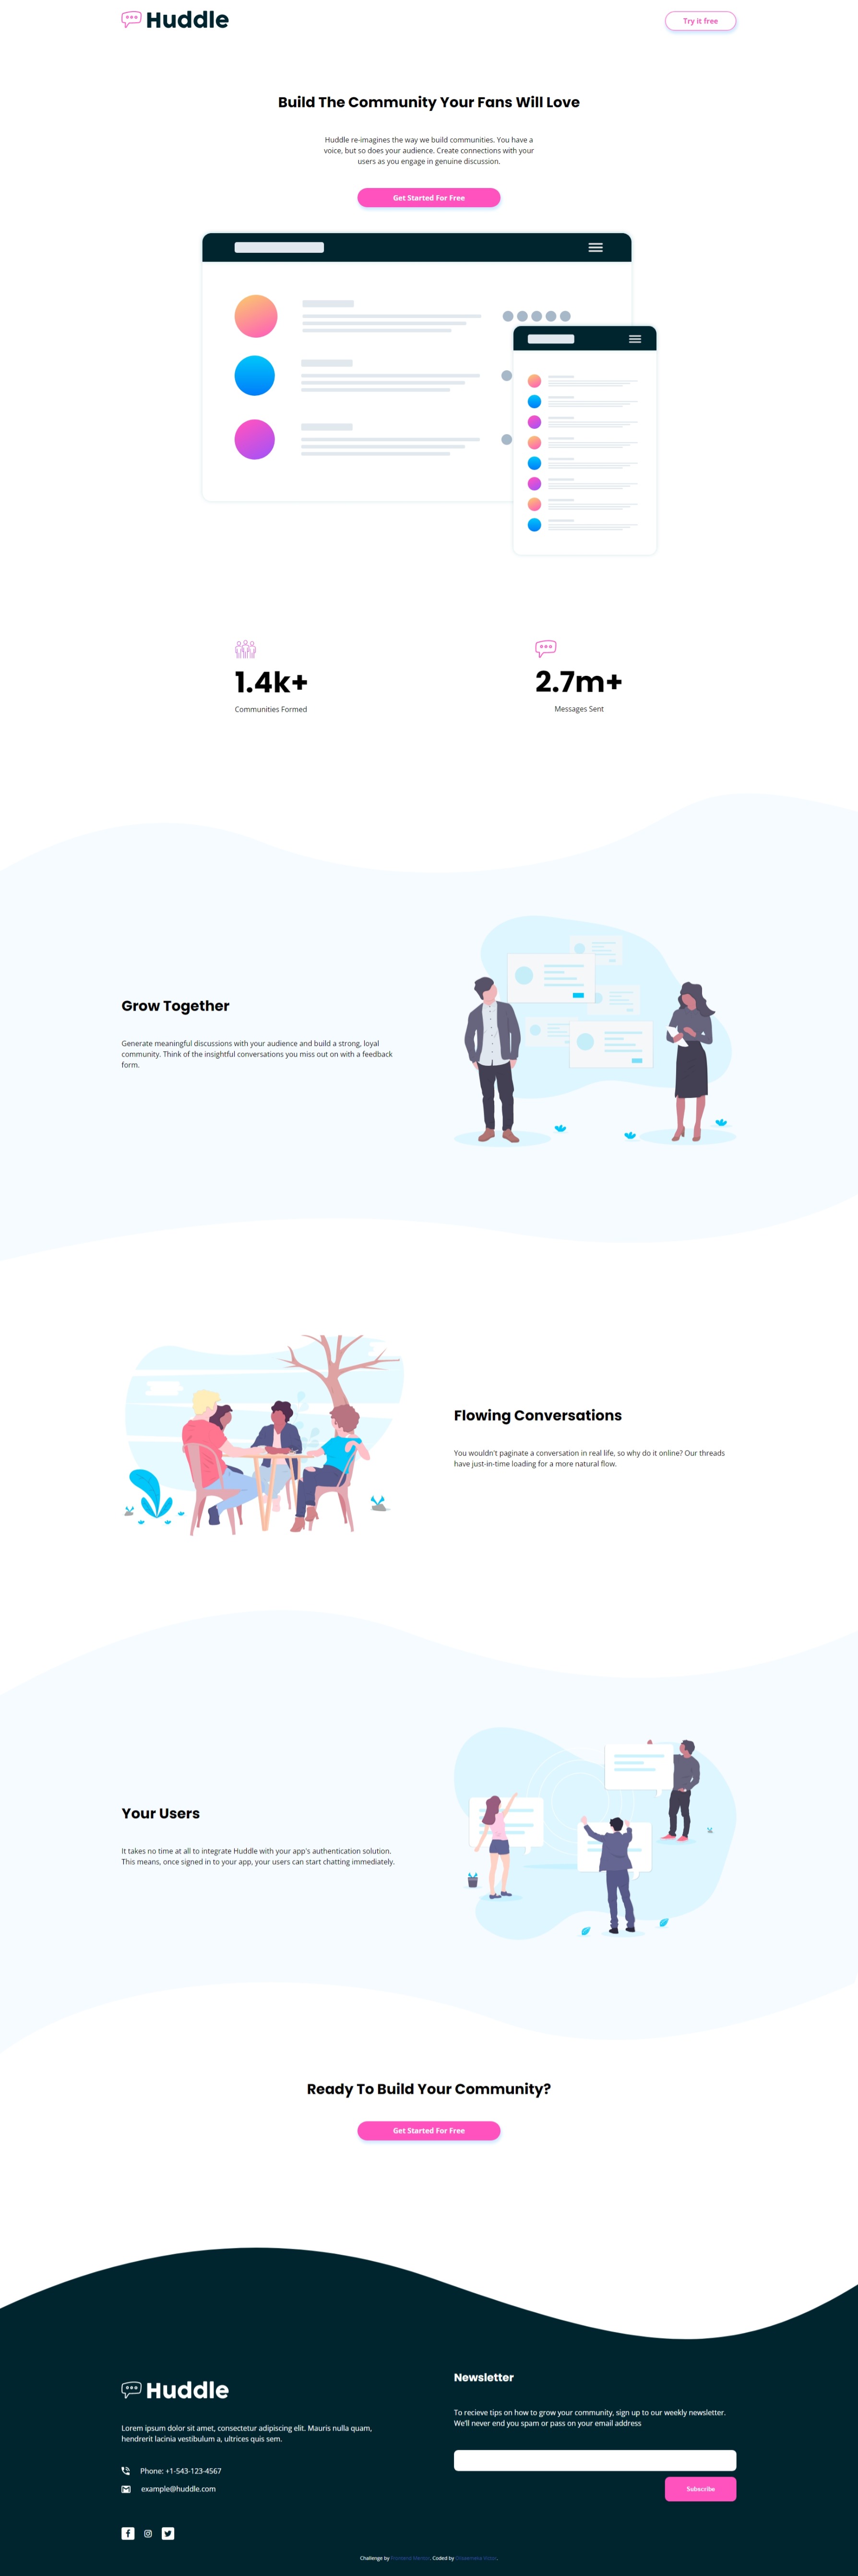 Huddle
Try it free
Build The Community Your Fans Will Love
Huddle re-imagines the way we build communities. You have a
voice, but so does your audience. Create connections with your
users as you engage in genuine discussion.
Get Started For Free
1.4k+
Communities Formed
2.7m+
Messages Sent
Grow Together
Generate meaningful discussions with your audience and build a strong, loyal
community. Think of the insightful conversations you miss out on with a feedback
form.
Flowing Conversations
You wouldn't paginate a conversation in real life, so why do it online? Our threads
have just-in-time loading for a more natural flow.
Your Users
It takes no time at all to integrate Huddle with your app's authentication solution.
This means, once signed in to your app, your users can start chatting immediately.
Ready To Build Your Community?
Get Started For Free
Huddle
Lorem ipsum dolor sit amet, consectetur adipiscing elit. Mauris nulla quam,
hendrerit lacinia vestibulum a, ultrices quis sem.
Phone: +1-543-123-4567
example@huddle.com
Newsletter
To recieve tips on how to grow your community, sign up to our weekly newsletter.
We'll never end you spam or pass on your email address
Subscribe
Challenge by Frontend Mentor. Coded by